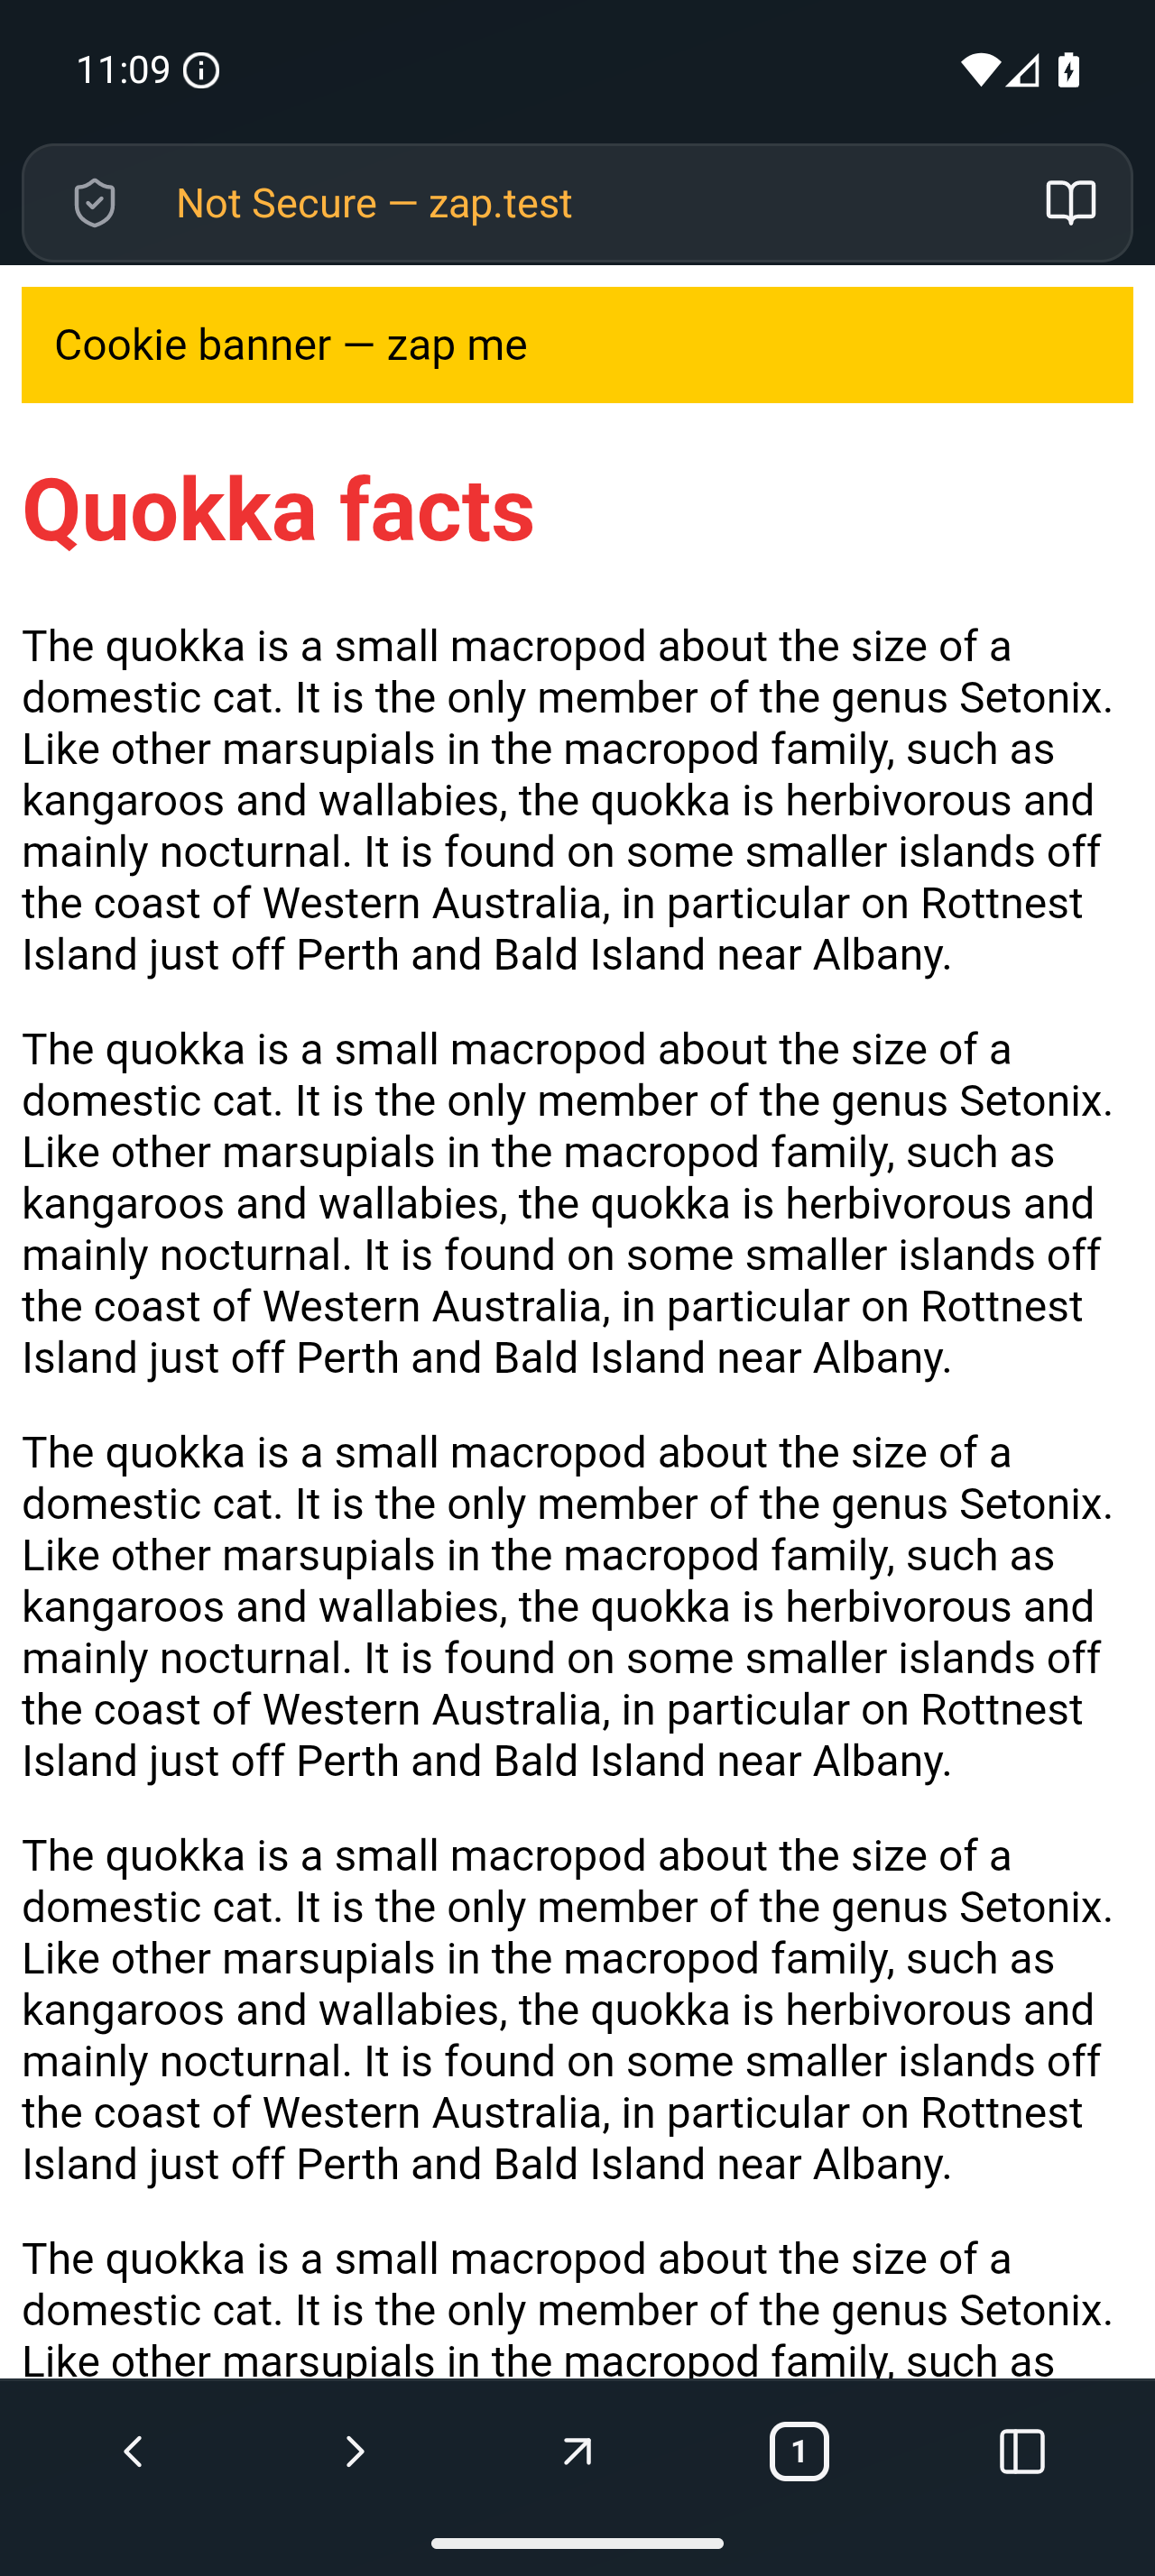 11:09
Not Secure — zap.test
Cookie banner — zap me
Quokka facts
The quokka is a small macropod about the size of a
domestic cat. It is the only member of the genus Setonix.
Like other marsupials in the macropod family, such as
kangaroos and wallabies, the quokka is herbivorous and
mainly nocturnal. It is found on some smaller islands off
the coast of Western Australia, in particular on Rottnest
Island just off Perth and Bald Island near Albany.
The quokka is a small macropod about the size of a
domestic cat. It is the only member of the genus Setonix.
Like other marsupials in the macropod family, such as
kangaroos and wallabies, the quokka is herbivorous and
mainly nocturnal. It is found on some smaller islands off
the coast of Western Australia, in particular on Rottnest
Island just off Perth and Bald Island near Albany.
The quokka is a small macropod about the size of a
domestic cat. It is the only member of the genus Setonix.
Like other marsupials in the macropod family, such as
kangaroos and wallabies, the quokka is herbivorous and
mainly nocturnal. It is found on some smaller islands off
the coast of Western Australia, in particular on Rottnest
Island just off Perth and Bald Island near Albany.
The quokka is a small macropod about the size of a
domestic cat. It is the only member of the genus Setonix.
Like other marsupials in the macropod family, such as
kangaroos and wallabies, the quokka is herbivorous and
mainly nocturnal. It is found on some smaller islands off
the coast of Western Australia, in particular on Rottnest
Island just off Perth and Bald Island near Albany.
The quokka is a small macropod about the size of a
domestic cat. It is the only member of the genus Setonix.
Like other marsupials in the macropod family, such as
1